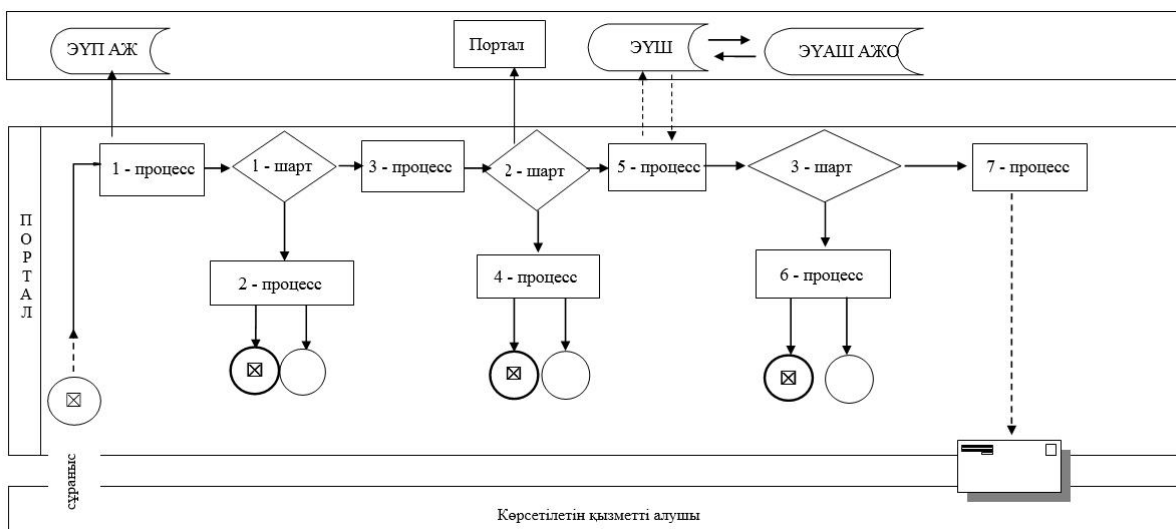 ЭҮП АЖ
Портал
ЭҮШ
ЭҮАШ АЖО
1 - процесс
1 - шарт
3 - процесс
2 - шарт
5 - процесс
3 - шарт
7 - процесс
ПОРТАЛ
2 - процесс
4 - процесс
6 - процесс
сұраныс
Көрсетілетін қызметті алушы